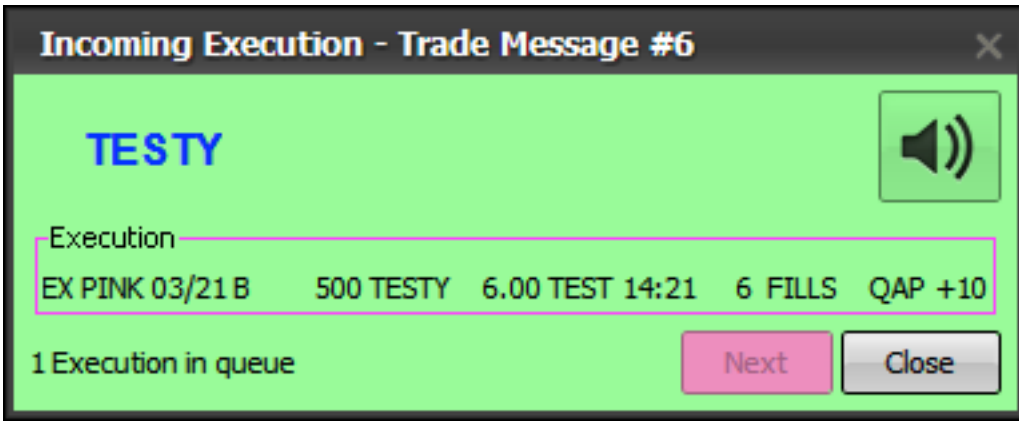 Incoming Execution - Trade Message #6
TESTY
Execution
EX PINK 03/21 B 500 TESTY 6.00 TEST 14:21 6 FILLS QAP +10
1 Execution in queue
Next Close